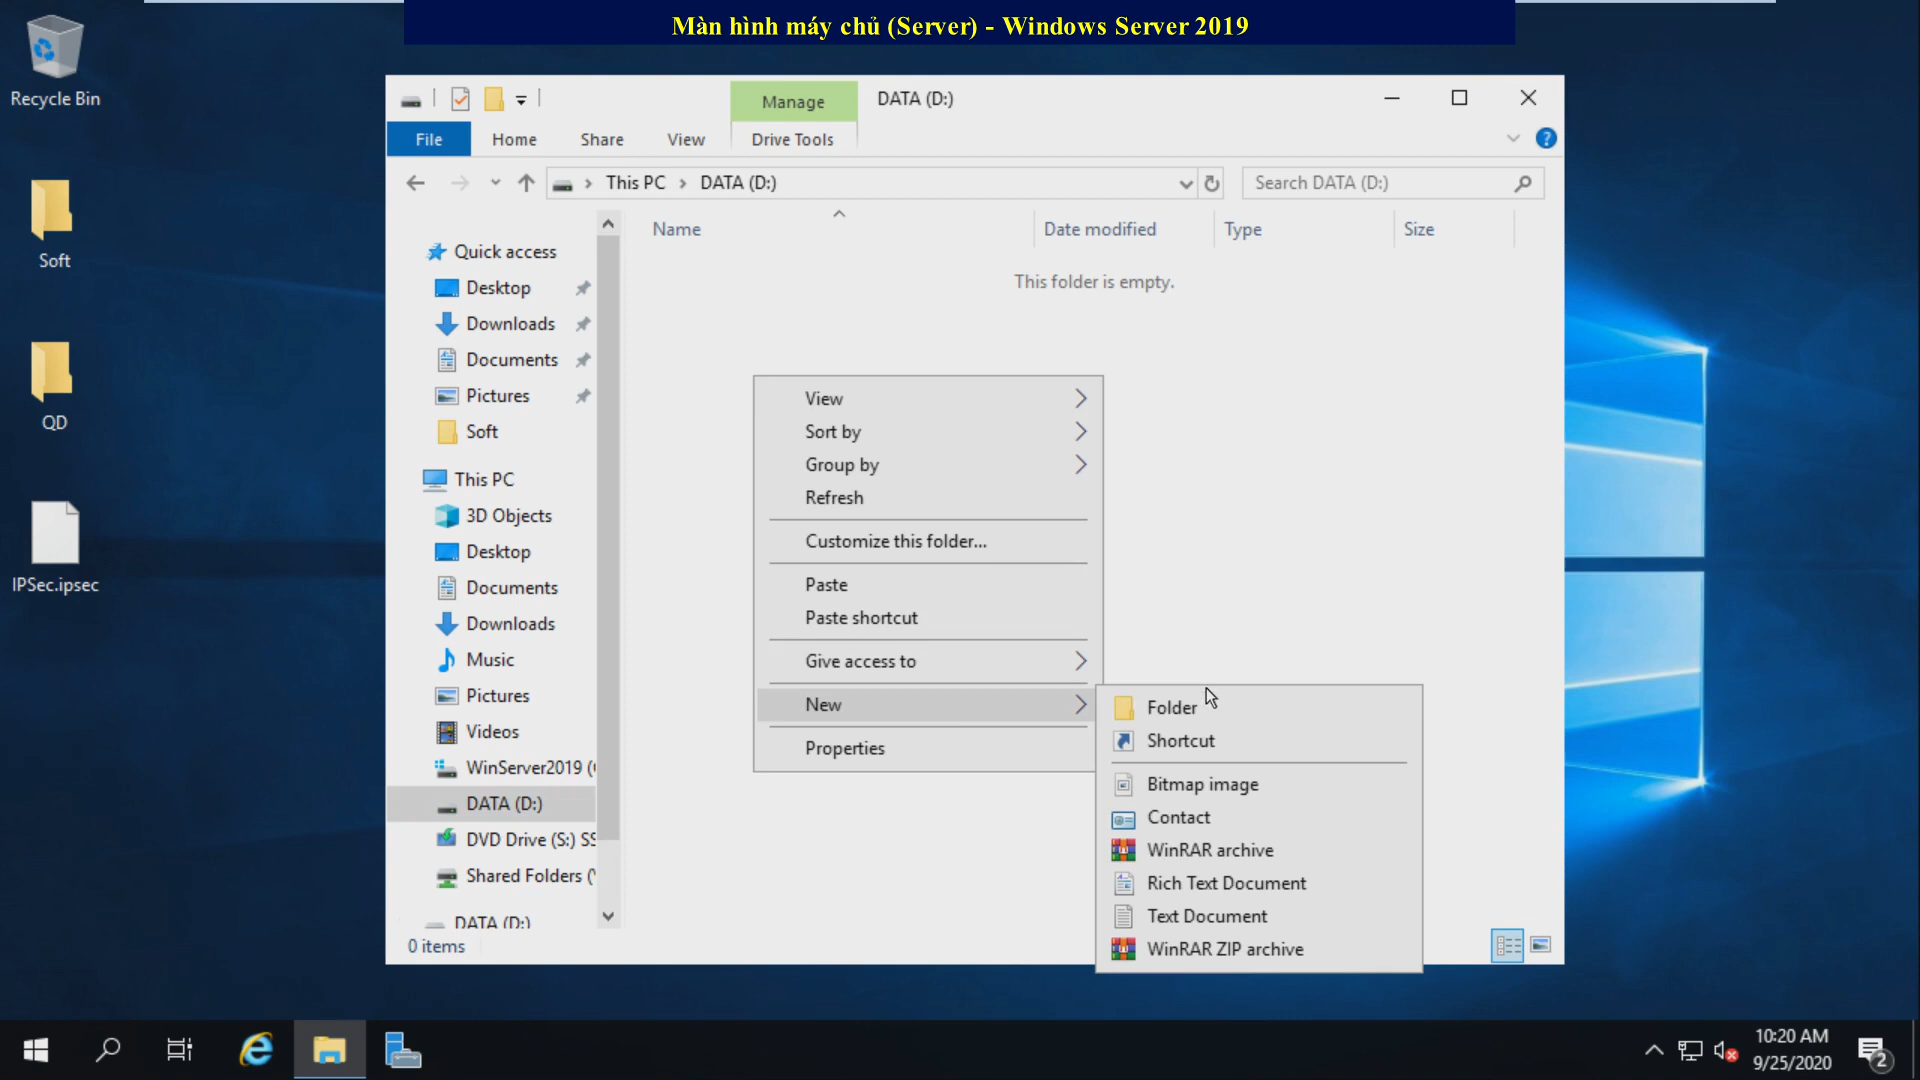 Màn hình máy chủ (Server) - Windows Server 2019
Recycle Bin
Soft
QD
IPSec.ipsec
Manage
DATA (D:)
File
Home
Share
View
Drive Tools
This PC
DATA (D:)
Search DATA (D:)
Name
Date modified
Type
Size
This folder is empty.
Quick access
Desktop
Downloads
Documents
Pictures
Soft
This PC
3D Objects
Desktop
Documents
Downloads
Music
Pictures
Videos
WinServer2019 (
DATA (D:)
DVD Drive (S:) SS
Shared Folders (
DATA (D:)
0 items
View
Sort by
Group by
Refresh
Customize this folder...
Paste
Paste shortcut
Give access to
New
Properties
Folder
Shortcut
Bitmap image
Contact
WinRAR archive
Rich Text Document
Text Document
WinRAR ZIP archive
10:20 AM
9/25/2020
2